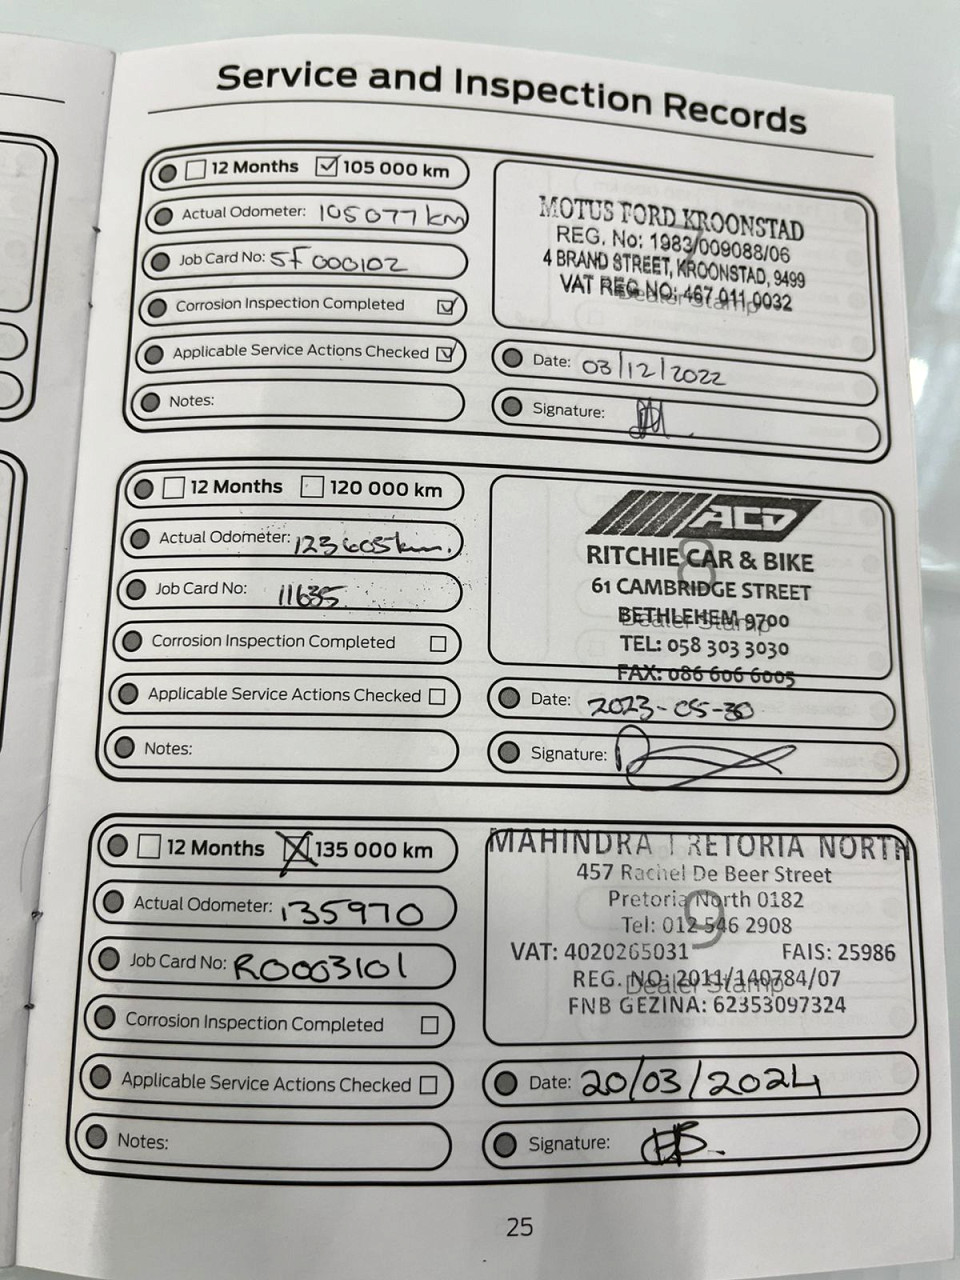 Service and Inspection Records
12 Months ☑ 105 000 km
Actual Odometer: 105077 km
Job Card No: SF000102
Corrosion Inspection Completed ☑
Applicable Service Actions Checked ☑
Notes:
7
MOTUS FORD KROONSTAD
REG. No: 1983/009088/06
4 BRAND STREET, KROONSTAD, 9499
VAT REG NO: 467 011 0032
Dealer Stamp
Date: 03/12/2022
Signature:
12 Months 120 000 km
Actual Odometer: 123605km.
Job Card No: 11635
Corrosion Inspection Completed
Applicable Service Actions Checked
Notes:
8
ACD
RITCHIE CAR & BIKE
61 CAMBRIDGE STREET
BETHLEHEM 9700
Dealer Stamp
TEL: 058 303 3030
FAX: 086 606 6005
Date: 2023-05-30
Signature:
12 Months ☒ 135 000 km
Actual Odometer: 135970
Job Card No: R0003101
Corrosion Inspection Completed
Applicable Service Actions Checked
Notes:
9
MAHINDRA PRETORIA NORTH
457 Rachel De Beer Street
Pretoria North 0182
Tel: 012 546 2908
VAT: 4020265031 FAIS: 25986
REG. NO: 2011/140784/07
Dealer Stamp
FNB GEZINA: 62353097324
Date: 20/03/2024
Signature:
25